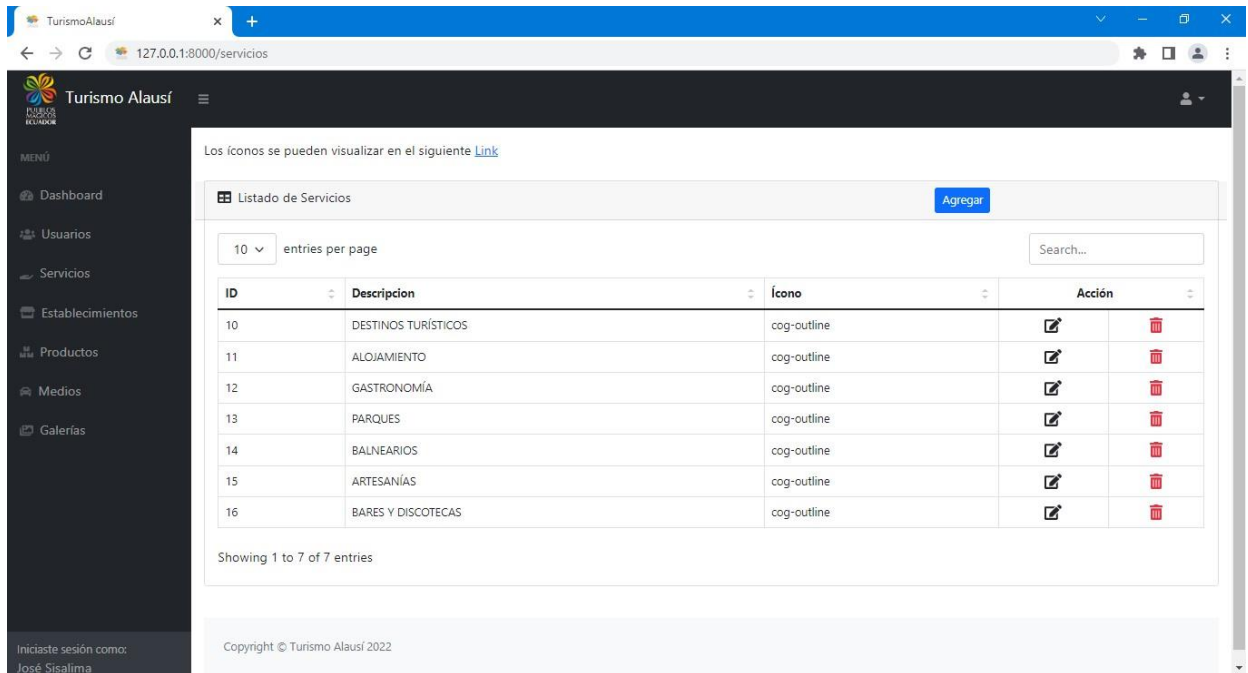 TurismoAlausí
127.0.0.1:8000/servicios
PUEBLOS
MÁGICOS
ECUADOR
Turismo Alausí
MENÚ
Dashboard
Usuarios
Servicios
Establecimientos
Productos
Medios
Galerías
Iniciaste sesión como:
José Sisalima
Los íconos se pueden visualizar en el siguiente Link
Listado de Servicios Agregar
10 entries per page Search...
ID Descripcion Ícono Acción
10 DESTINOS TURÍSTICOS cog-outline
11 ALOJAMIENTO cog-outline
12 GASTRONOMÍA cog-outline
13 PARQUES cog-outline
14 BALNEARIOS cog-outline
15 ARTESANÍAS cog-outline
16 BARES Y DISCOTECAS cog-outline
Showing 1 to 7 of 7 entries
Copyright © Turismo Alausí 2022